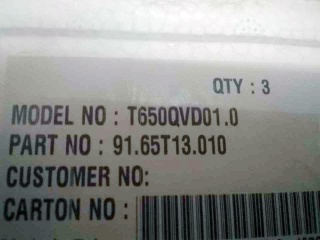 QTY : 3
MODEL NO : T650QVD01.0
PART NO : 91.65T13.010
CUSTOMER NO:
CARTON NO :